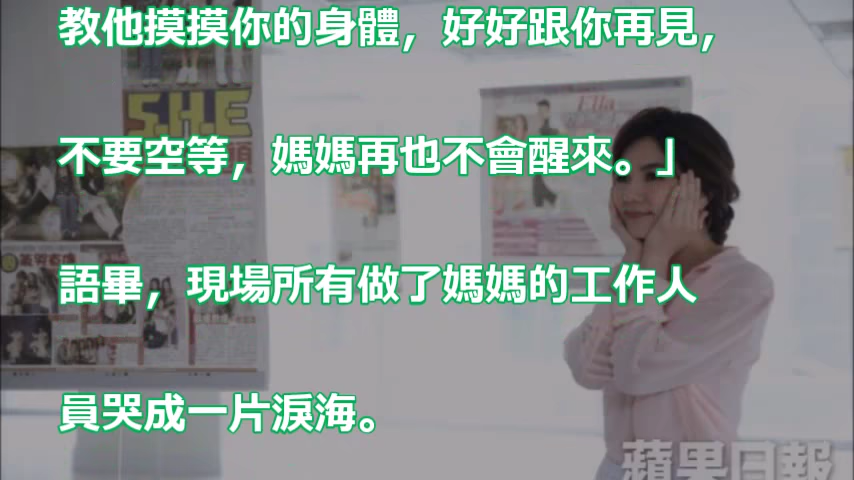 教他摸摸你的身體，好好跟你再見，
S.H.E
Ella
不要空等，媽媽再也不會醒來。」
語畢，現場所有做了媽媽的工作人
員哭成一片淚海。
蘋果日報